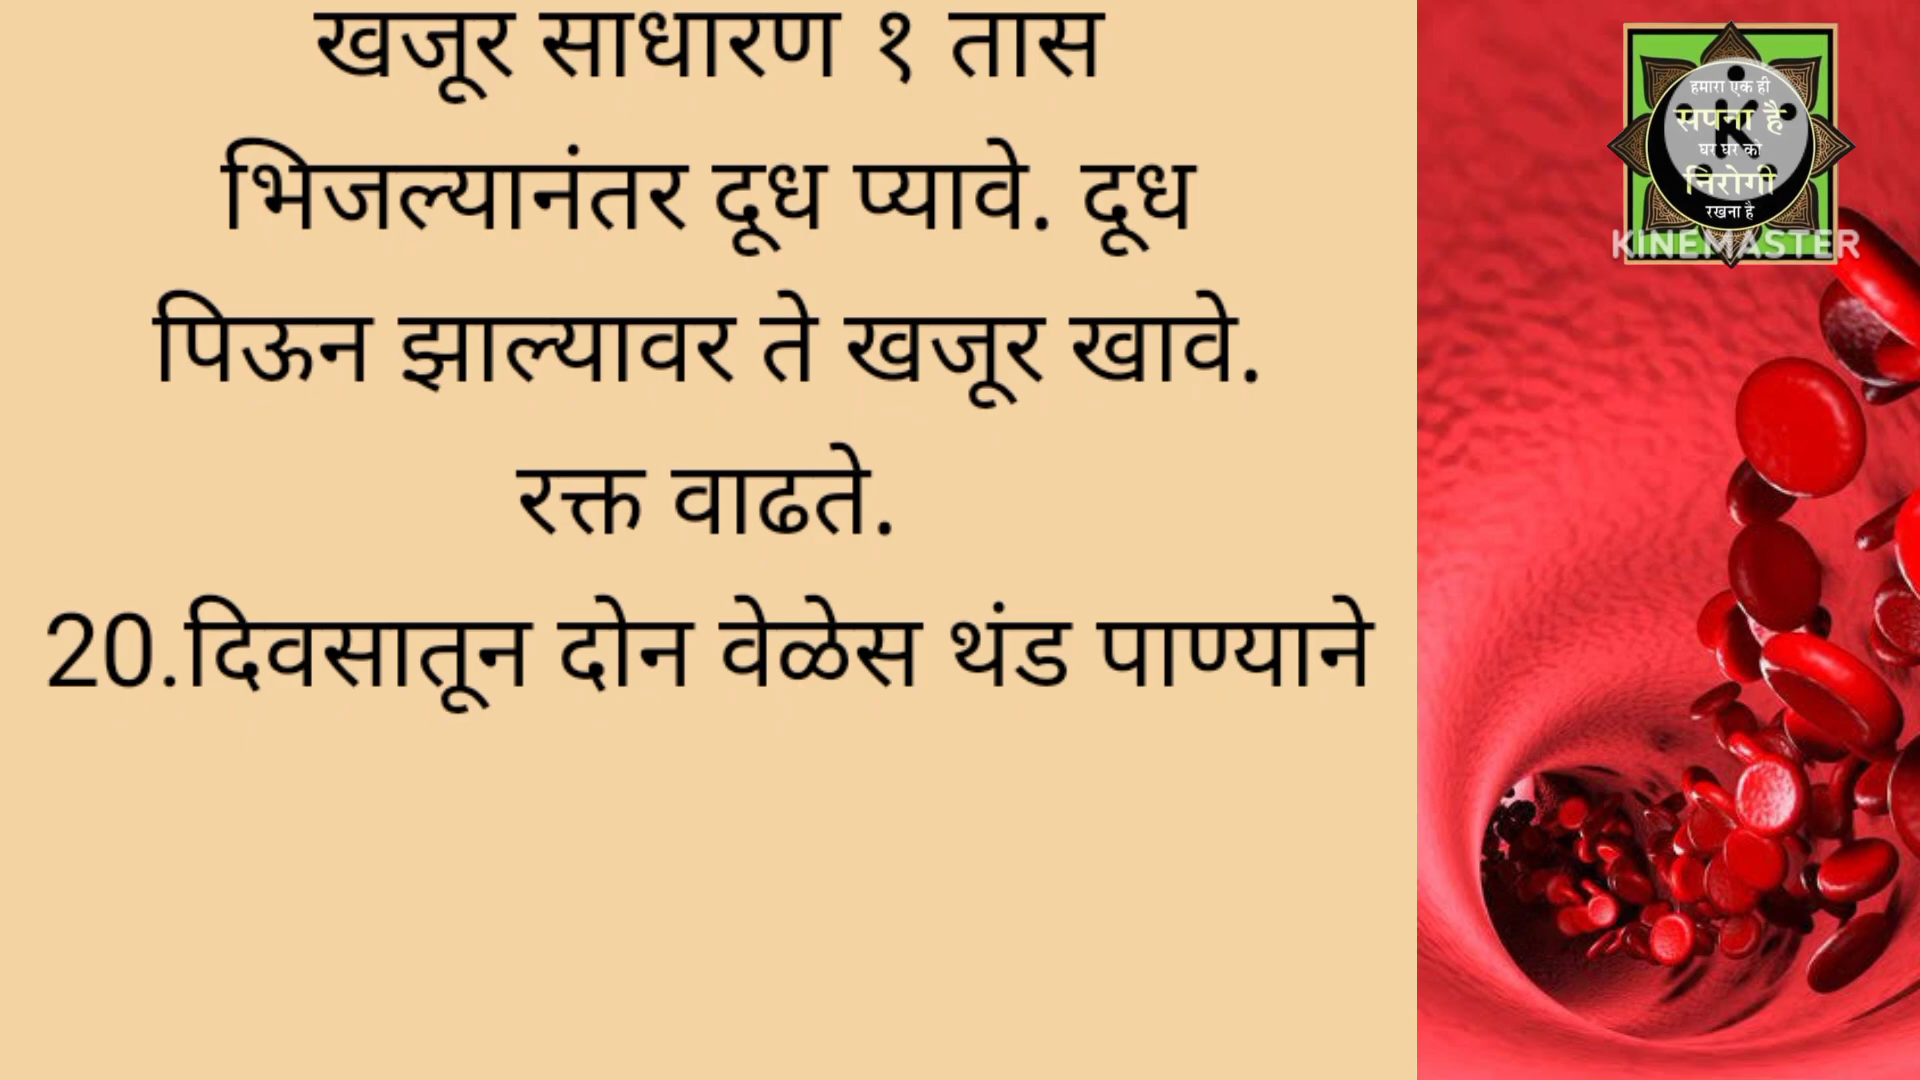 खजूर साधारण १ तास
भिजल्यानंतर दूध प्यावे. दूध
पिऊन झाल्यावर ते खजूर खावे.
रक्त वाढते.
20.दिवसातून दोन वेळेस थंड पाण्याने
हमारा एक ही
सपना है
घर घर को
निरोगी
रखना है
K
KINEMASTER